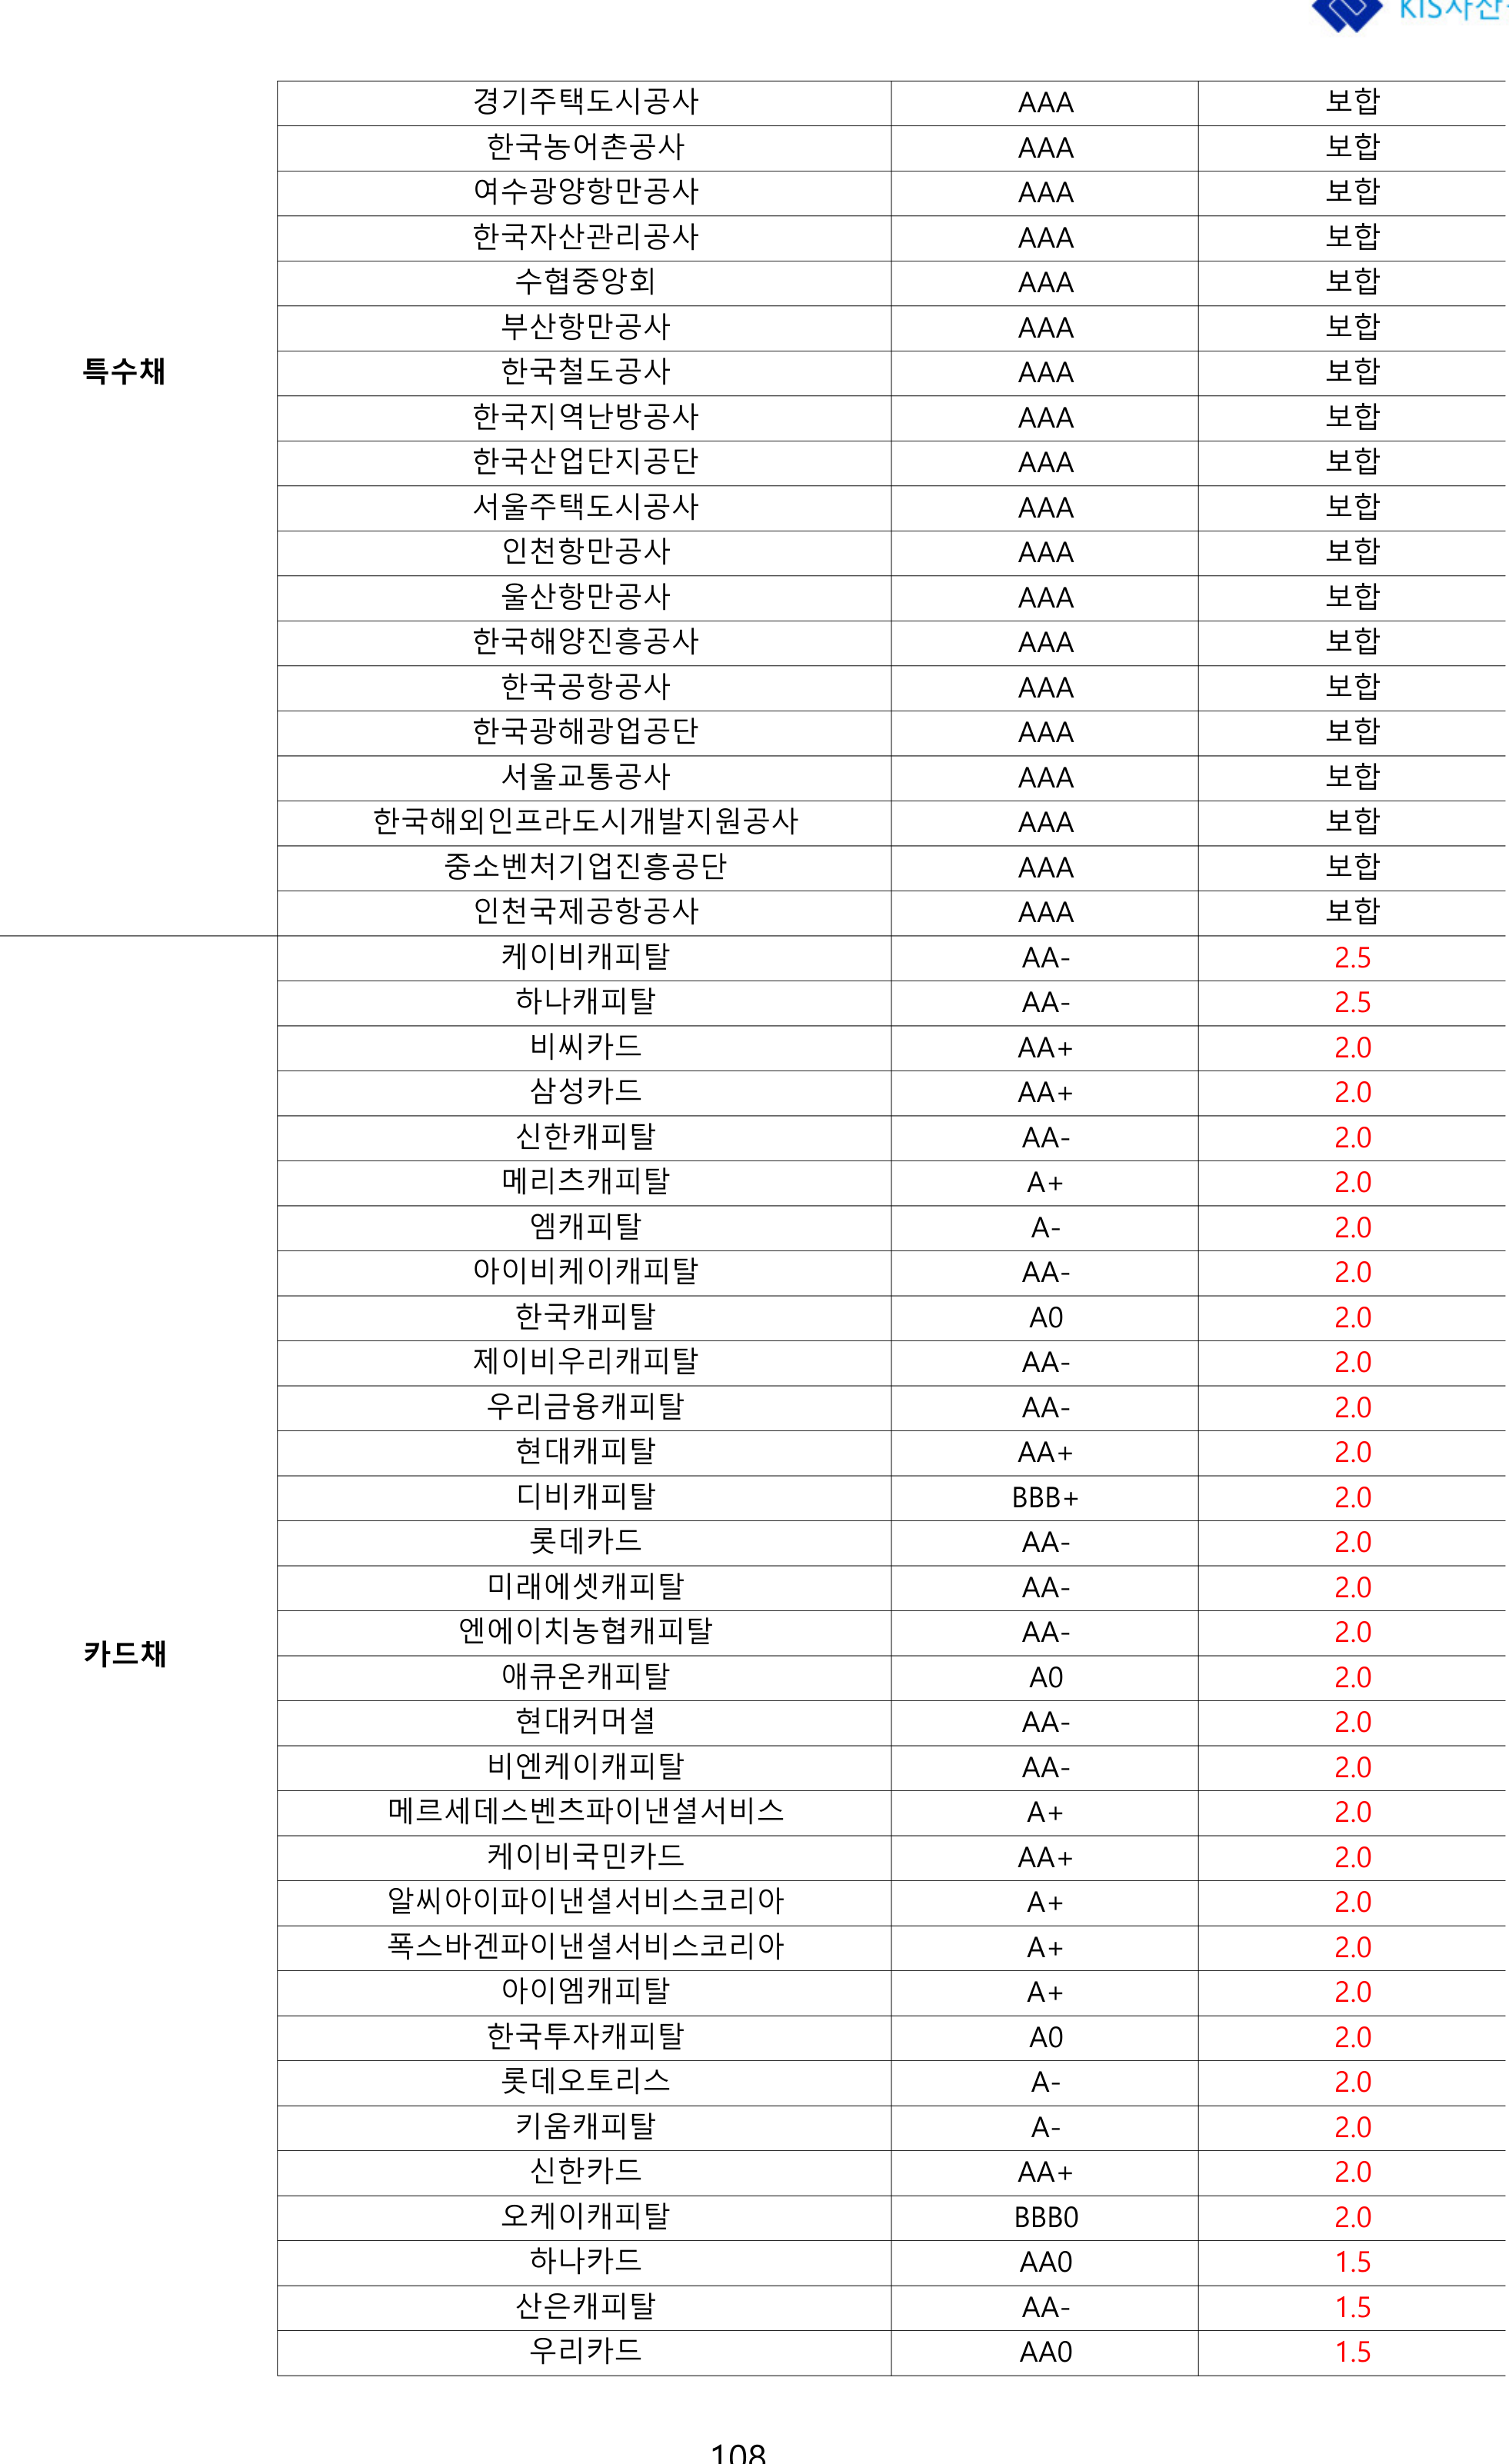 KIS자산
경기주택도시공사 AAA 보합
한국농어촌공사 AAA 보합
여수광양항만공사 AAA 보합
한국자산관리공사 AAA 보합
수협중앙회 AAA 보합
부산항만공사 AAA 보합
특수채 한국철도공사 AAA 보합
한국지역난방공사 AAA 보합
한국산업단지공단 AAA 보합
서울주택도시공사 AAA 보합
인천항만공사 AAA 보합
울산항만공사 AAA 보합
한국해양진흥공사 AAA 보합
한국공항공사 AAA 보합
한국광해광업공단 AAA 보합
서울교통공사 AAA 보합
한국해외인프라도시개발지원공사 AAA 보합
중소벤처기업진흥공단 AAA 보합
인천국제공항공사 AAA 보합
케이비캐피탈 AA- 2.5
하나캐피탈 AA- 2.5
비씨카드 AA+ 2.0
삼성카드 AA+ 2.0
신한캐피탈 AA- 2.0
메리츠캐피탈 A+ 2.0
엠캐피탈 A- 2.0
아이비케이캐피탈 AA- 2.0
한국캐피탈 A0 2.0
제이비우리캐피탈 AA- 2.0
우리금융캐피탈 AA- 2.0
현대캐피탈 AA+ 2.0
디비캐피탈 BBB+ 2.0
롯데카드 AA- 2.0
미래에셋캐피탈 AA- 2.0
카드채 엔에이치농협캐피탈 AA- 2.0
애큐온캐피탈 A0 2.0
현대커머셜 AA- 2.0
비엔케이캐피탈 AA- 2.0
메르세데스벤츠파이낸셜서비스 A+ 2.0
케이비국민카드 AA+ 2.0
알씨아이파이낸셜서비스코리아 A+ 2.0
폭스바겐파이낸셜서비스코리아 A+ 2.0
아이엠캐피탈 A+ 2.0
한국투자캐피탈 A0 2.0
롯데오토리스 A- 2.0
키움캐피탈 A- 2.0
신한카드 AA+ 2.0
오케이캐피탈 BBB0 2.0
하나카드 AA0 1.5
산은캐피탈 AA- 1.5
우리카드 AA0 1.5
108